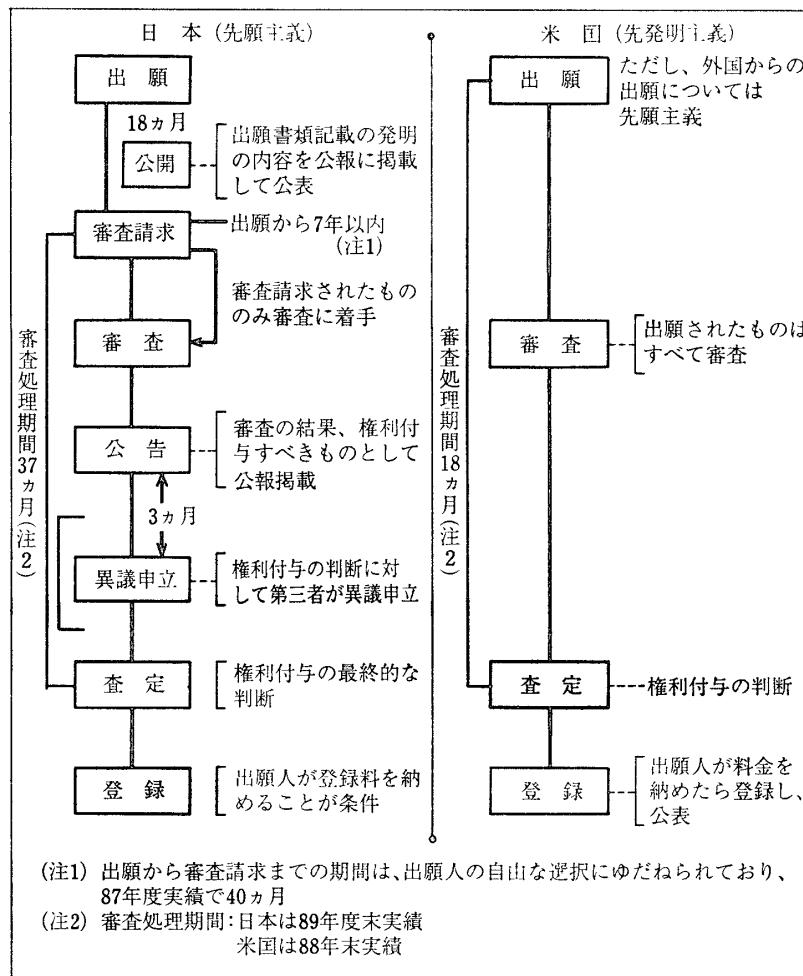 日 本 (先願主義)
出 願
18ヵ月
公開
出願書類記載の発明
の内容を公報に掲載
して公表
審査請求
出願から7年以内
(注1)
審査請求されたもの
のみ審査に着手
審 査
審査処理期間37ヵ月(注2)
公 告
審査の結果、権利付
与すべきものとして
公報掲載
3ヵ月
異議申立
権利付与の判断に対
して第三者が異議申立
査 定
権利付与の最終的な
判断
登 録
出願人が登録料を納
めることが条件
米 国 (先発明主義)
出 願
ただし、外国からの
出願については
先願主義
審査処理期間18ヵ月(注2)
審 査
出願されたものは
すべて審査
査 定
権利付与の判断
登 録
出願人が料金を
納めたら登録し、
公表
(注1) 出願から審査請求までの期間は、出願人の自由な選択にゆだねられており、
87年度実績で40ヵ月
(注2) 審査処理期間:日本は89年度末実績
米国は88年末実績